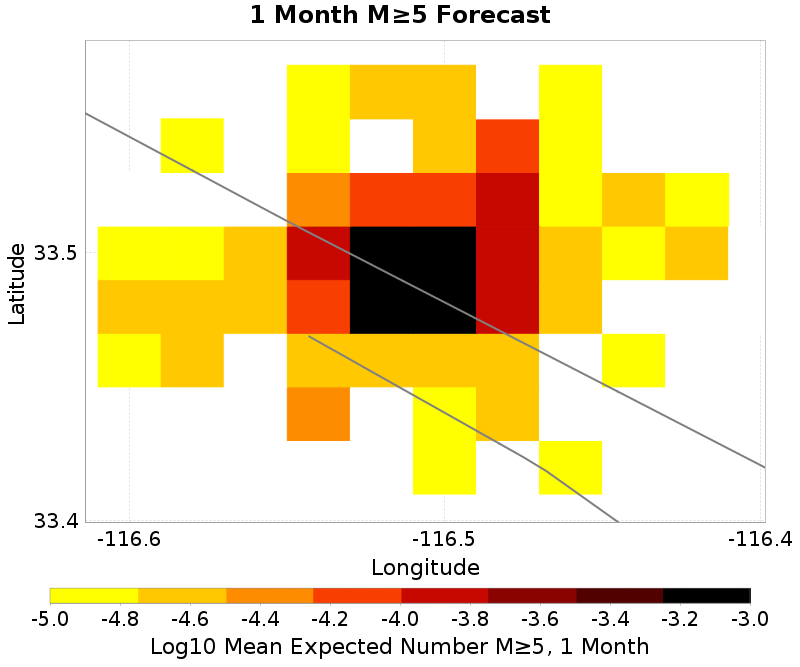 1 Month M≥5 Forecast
Latitude
33.5
33.4
-116.6 -116.5 -116.4
Longitude
-5.0 -4.8 -4.6 -4.4 -4.2 -4.0 -3.8 -3.6 -3.4 -3.2 -3.0
Log10 Mean Expected Number M≥5, 1 Month